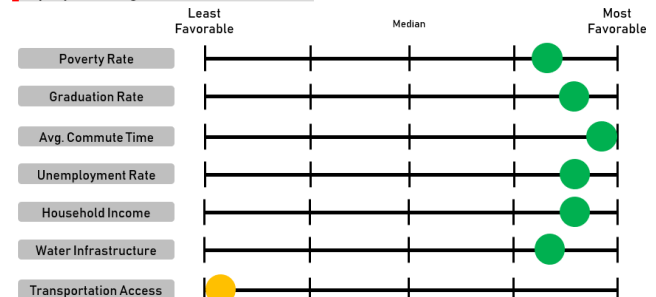 Least
Favorable
Median
Most
Favorable
Poverty Rate
Graduation Rate
Avg. Commute Time
Unemployment Rate
Household Income
Water Infrastructure
Transportation Access